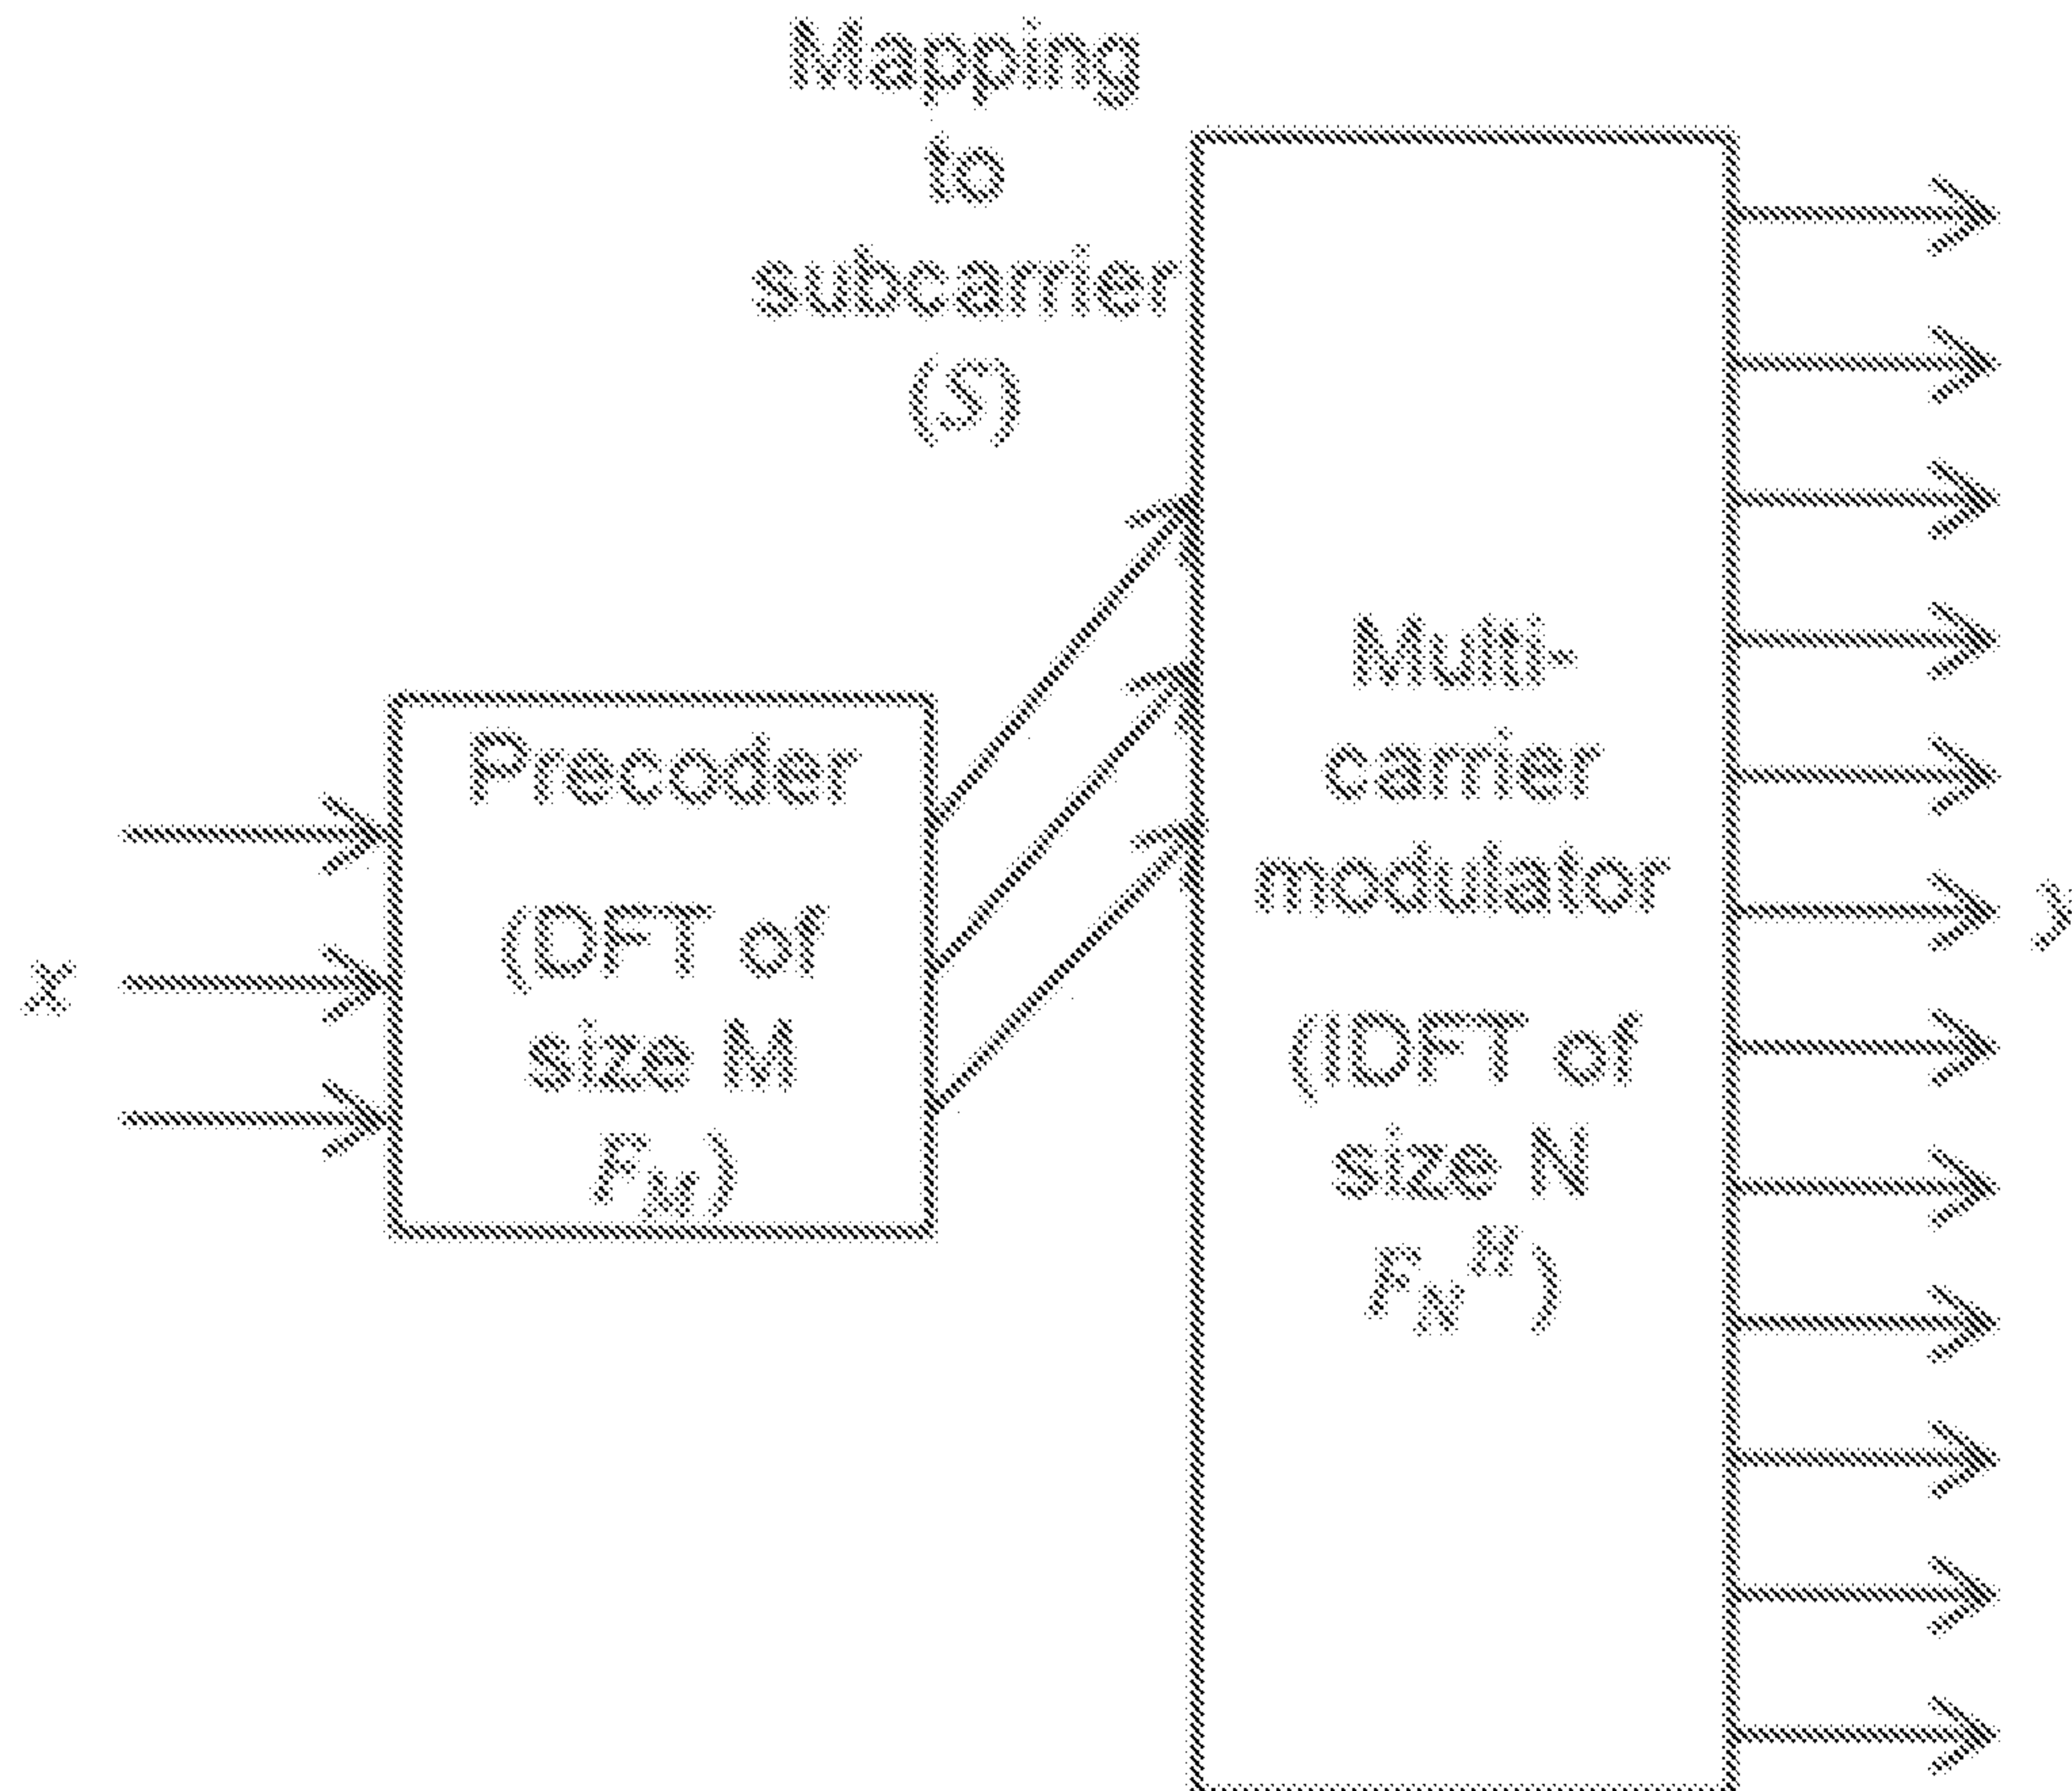 Mapping
to
subcarrier
(S)
x
Precoder
(DFT of
size M
F_M)
Multi-
carrier
modulator
(IDFT of
size N
F_N^H)
y